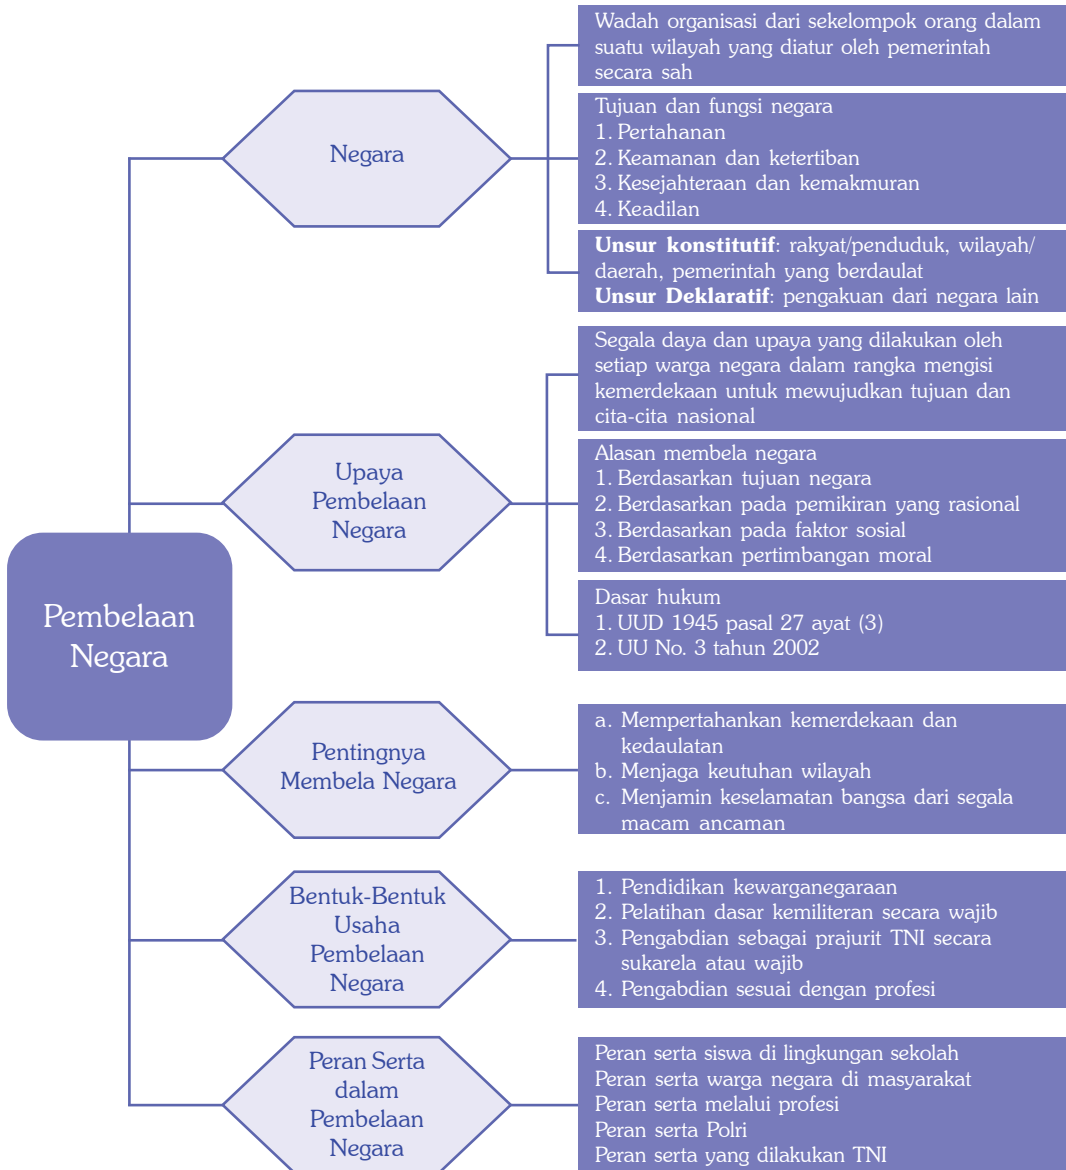 Pembelaan
Negara
Negara
Wadah organisasi dari sekelompok orang dalam
suatu wilayah yang diatur oleh pemerintah
secara sah
Tujuan dan fungsi negara
1. Pertahanan
2. Keamanan dan ketertiban
3. Kesejahteraan dan kemakmuran
4. Keadilan
Unsur konstitutif: rakyat/penduduk, wilayah/
daerah, pemerintah yang berdaulat
Unsur Deklaratif: pengakuan dari negara lain
Upaya
Pembelaan
Negara
Segala daya dan upaya yang dilakukan oleh
setiap warga negara dalam rangka mengisi
kemerdekaan untuk mewujudkan tujuan dan
cita-cita nasional
Alasan membela negara
1. Berdasarkan tujuan negara
2. Berdasarkan pada pemikiran yang rasional
3. Berdasarkan pada faktor sosial
4. Berdasarkan pertimbangan moral
Dasar hukum
1. UUD 1945 pasal 27 ayat (3)
2. UU No. 3 tahun 2002
Pentingnya
Membela Negara
a. Mempertahankan kemerdekaan dan
kedaulatan
b. Menjaga keutuhan wilayah
c. Menjamin keselamatan bangsa dari segala
macam ancaman
Bentuk-Bentuk
Usaha
Pembelaan
Negara
1. Pendidikan kewarganegaraan
2. Pelatihan dasar kemiliteran secara wajib
3. Pengabdian sebagai prajurit TNI secara
sukarela atau wajib
4. Pengabdian sesuai dengan profesi
Peran Serta
dalam
Pembelaan
Negara
Peran serta siswa di lingkungan sekolah
Peran serta warga negara di masyarakat
Peran serta melalui profesi
Peran serta Polri
Peran serta yang dilakukan TNI